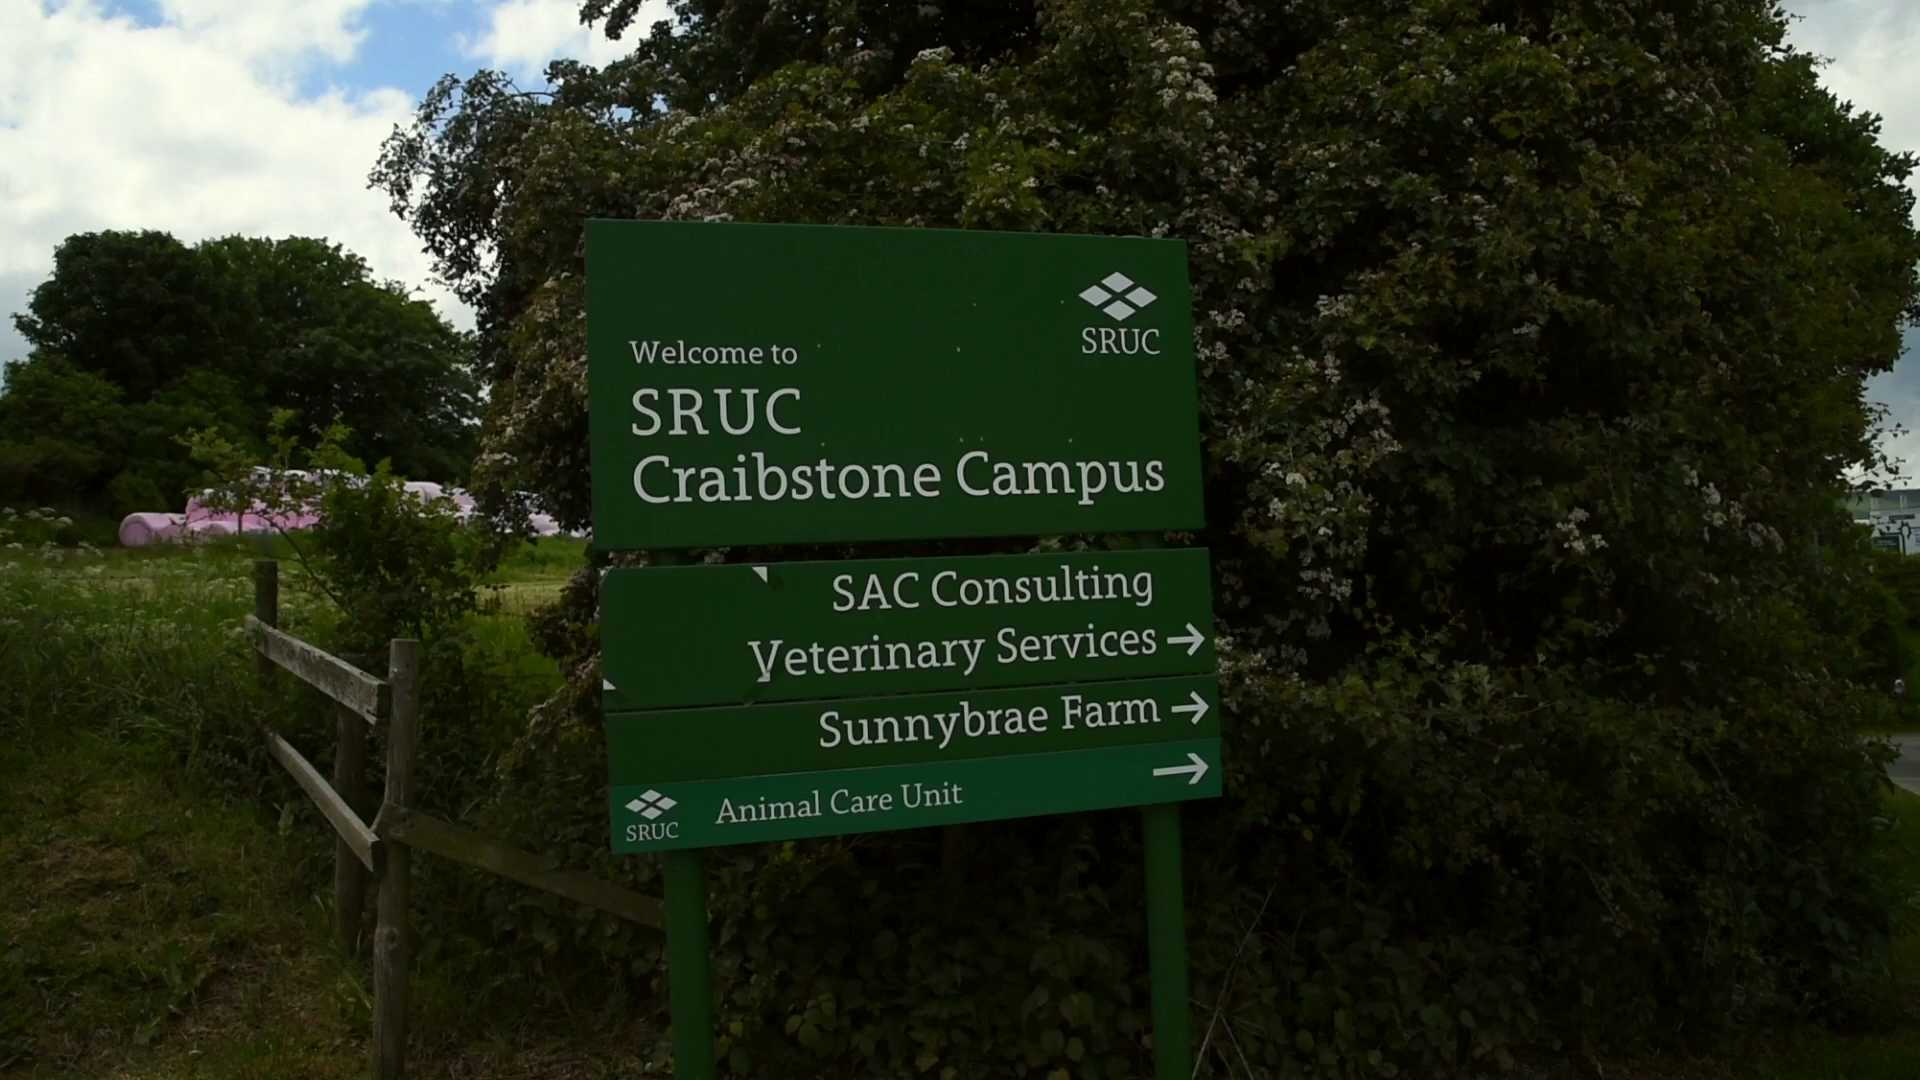 SRUC
Welcome to
SRUC
Craibstone Campus
SAC Consulting
Veterinary Services →
Sunnybrae Farm →
SRUC Animal Care Unit →